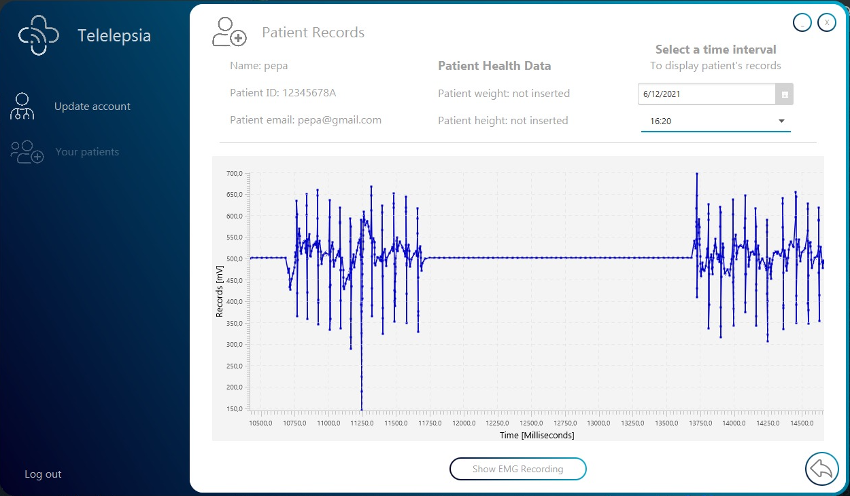 Telelepsia
Update account
Your patients
Log out
Patient Records
_
X
Name: pepa
Patient ID: 12345678A
Patient email: pepa@gmail.com
Patient Health Data
Patient weight: not inserted
Patient height: not inserted
Select a time interval
To display patient's records
6/12/2021
16:20
Records [mV]
700,0
650,0
600,0
550,0
500,0
450,0
400,0
350,0
300,0
250,0
200,0
150,0
10500,0 10750,0 11000,0 11250,0 11500,0 11750,0 12000,0 12250,0 12500,0 12750,0 13000,0 13250,0 13500,0 13750,0 14000,0 14250,0 14500,0
Time [Milliseconds]
Show EMG Recording